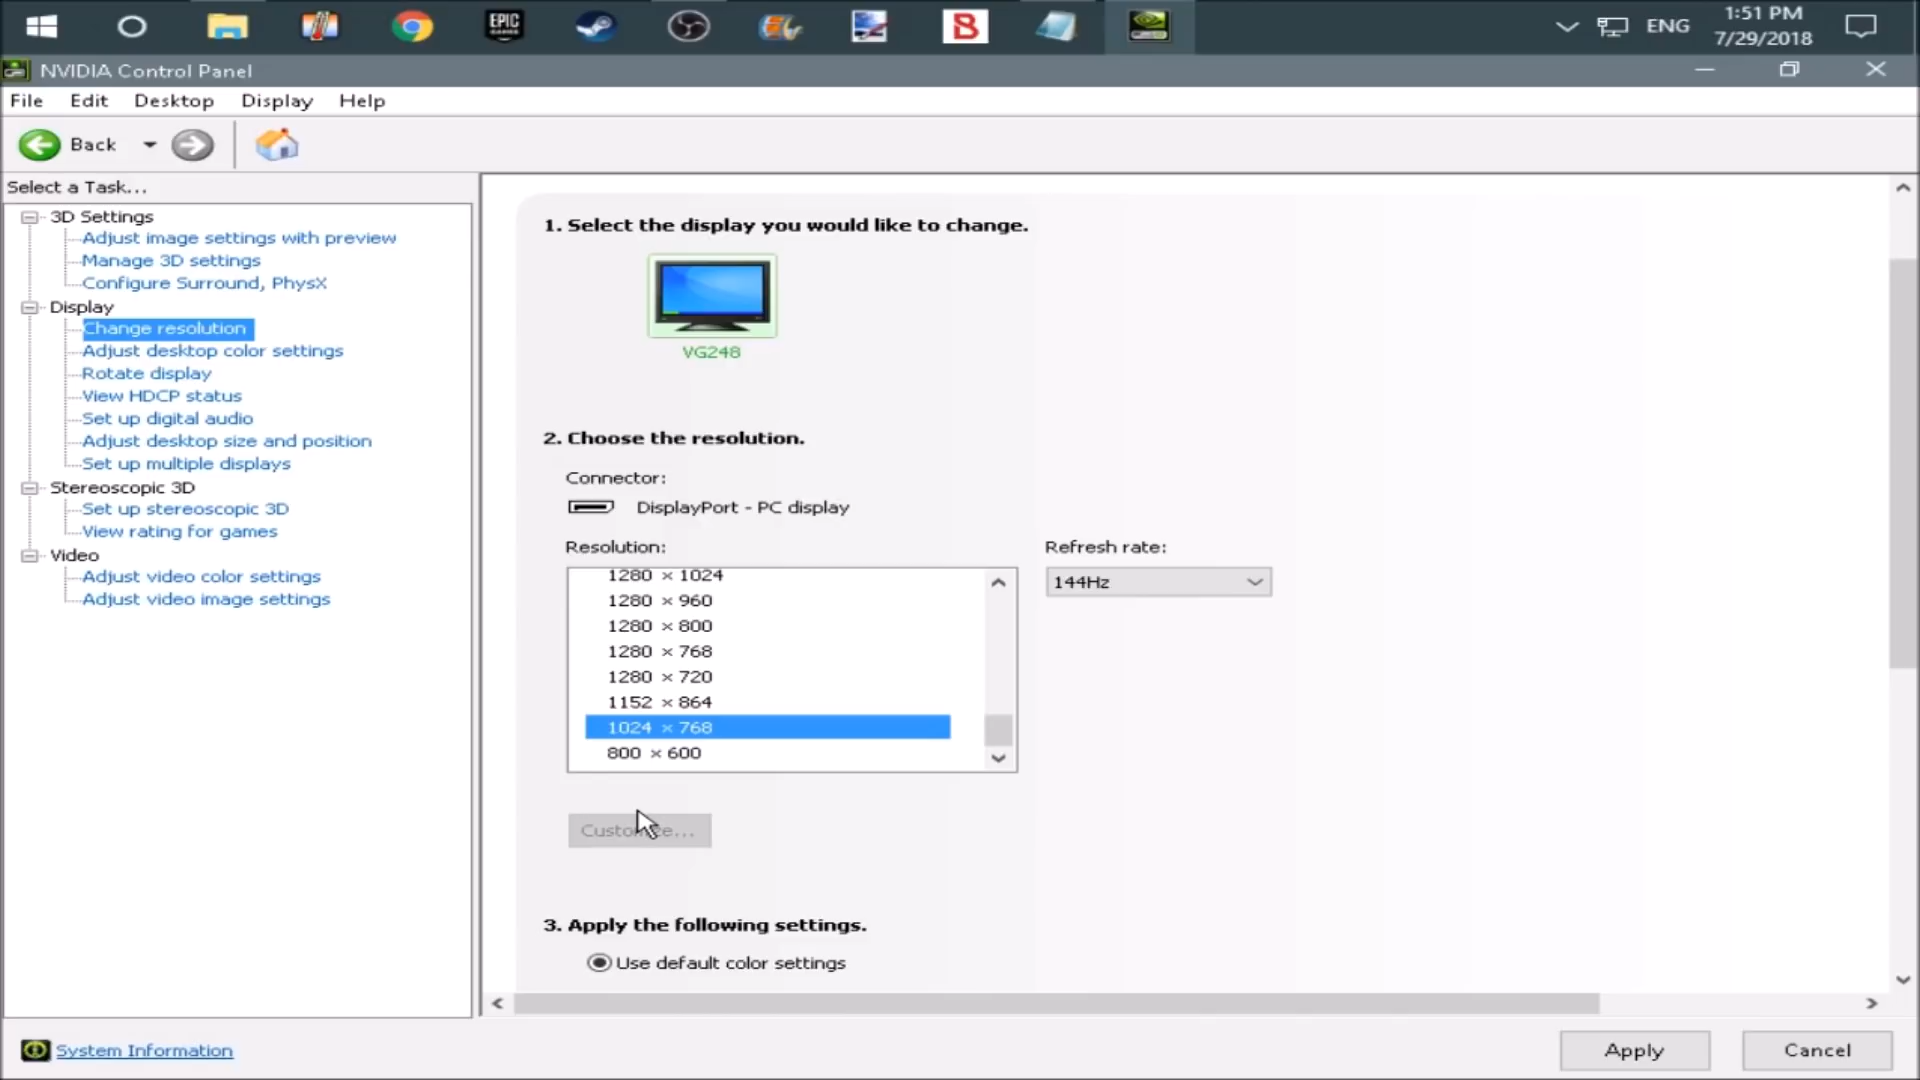 EPIC
GAMES
B
ENG
1:51 PM
7/29/2018
NVIDIA Control Panel
File Edit Desktop Display Help
Back
Select a Task...
3D Settings
Adjust image settings with preview
Manage 3D settings
Configure Surround, PhysX
Display
Change resolution
Adjust desktop color settings
Rotate display
View HDCP status
Set up digital audio
Adjust desktop size and position
Set up multiple displays
Stereoscopic 3D
Set up stereoscopic 3D
View rating for games
Video
Adjust video color settings
Adjust video image settings
1. Select the display you would like to change.
VG248
2. Choose the resolution.
Connector:
DisplayPort - PC display
Resolution:
1280 × 1024
1280 × 960
1280 × 800
1280 × 768
1280 × 720
1152 × 864
1024 × 768
800 × 600
Refresh rate:
144Hz
Customize...
3. Apply the following settings.
Use default color settings
System Information
Apply
Cancel